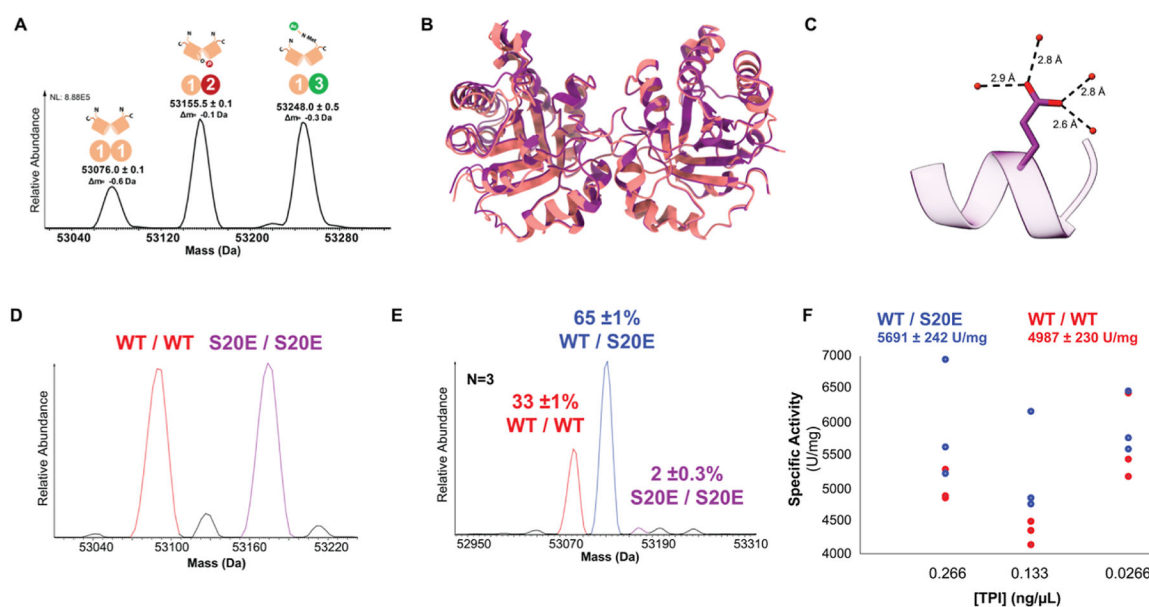 A
NL: 8.88E5
Relative Abundance
N
N
C
C
1 1
53076.0 ± 0.1
Δm= -0.6 Da
N
N
C
C
O
P
1 2
53155.5 ± 0.1
Δm= -0.1 Da
Ac
N Met
N
C
C
1 3
53248.0 ± 0.5
Δm= -0.3 Da
53040 53120 53200 53280
Mass (Da)
B
C
2.8 Å
2.9 Å
2.8 Å
2.6 Å
D
WT / WT S20E / S20E
Relative Abundance
53040 53100 53160 53220
Mass (Da)
E
65 ±1%
WT / S20E
N=3
33 ±1%
WT / WT
2 ±0.3%
S20E / S20E
Relative Abundance
52950 53070 53190 53310
Mass (Da)
F
WT / S20E
5691 ± 242 U/mg
WT / WT
4987 ± 230 U/mg
Specific Activity
(U/mg)
7000
6500
6000
5500
5000
4500
4000
0.266 0.133 0.0266
[TPI] (ng/µL)